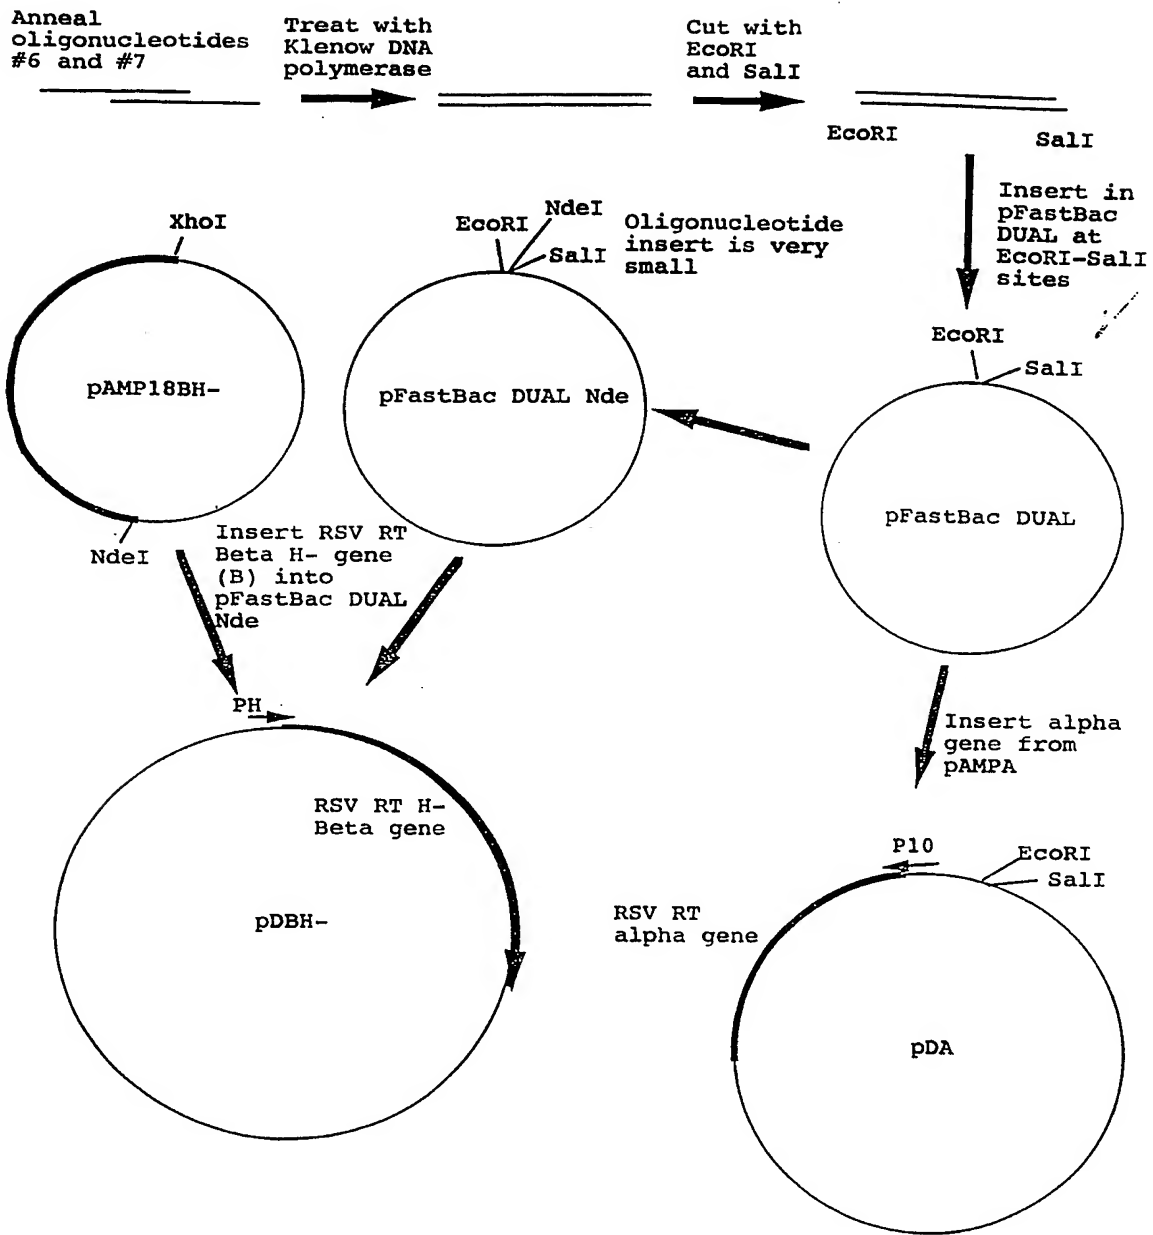 Anneal
oligonucleotides
#6 and #7
Treat with
Klenow DNA
polymerase
Cut with
EcoRI
and SalI
EcoRI
SalI
Insert in
pFastBac
DUAL at
EcoRI-SalI
sites
XhoI
pAMP18BH-
NdeI
EcoRI
NdeI
SalI
Oligonucleotide
insert is very
small
pFastBac DUAL Nde
EcoRI
SalI
pFastBac DUAL
Insert RSV RT
Beta H- gene
(B) into
pFastBac DUAL
Nde
PH
RSV RT H-
Beta gene
pDBH-
Insert alpha
gene from
pAMPA
P10
EcoRI
SalI
RSV RT
alpha gene
pDA